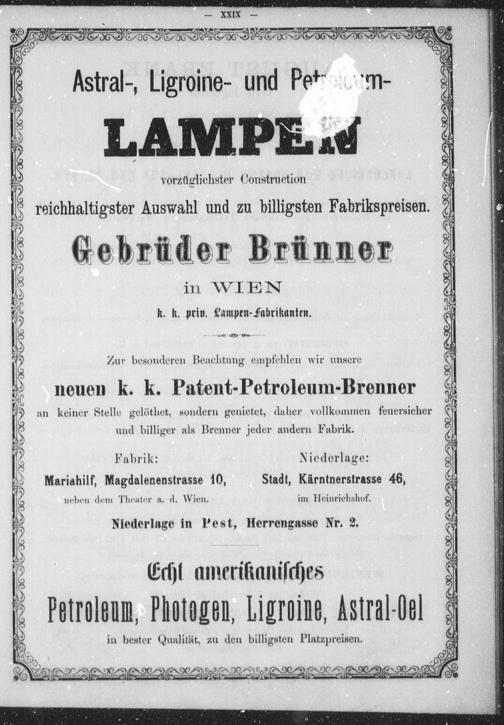 — XXIX —
Astral-, Ligroine- und Petroleum-
LAMPEN
vorzüglichster Construction
reichhaltigster Auswahl und zu billigsten Fabrikspreisen.
Gebrüder Brünner
in WIEN
k. k. priv. Lampen-Fabrikanten.
Zur besonderen Beachtung empfehlen wir unsere
neuen k. k. Patent-Petroleum-Brenner
an keiner Stelle gelöthet, sondern genietet, daher vollkommen feuersicher
und billiger als Brenner jeder andern Fabrik.
Fabrik:
Mariahilf, Magdalenenstrasse 10,
neben dem Theater a. d. Wien.
Niederlage:
Stadt, Kärntnerstrasse 46,
im Heinrichshof.
Niederlage in Pest, Herrengasse Nr. 2.
Echt amerikanisches
Petroleum, Photogen, Ligroine, Astral-Oel
in bester Qualität, zu den billigsten Platzpreisen.